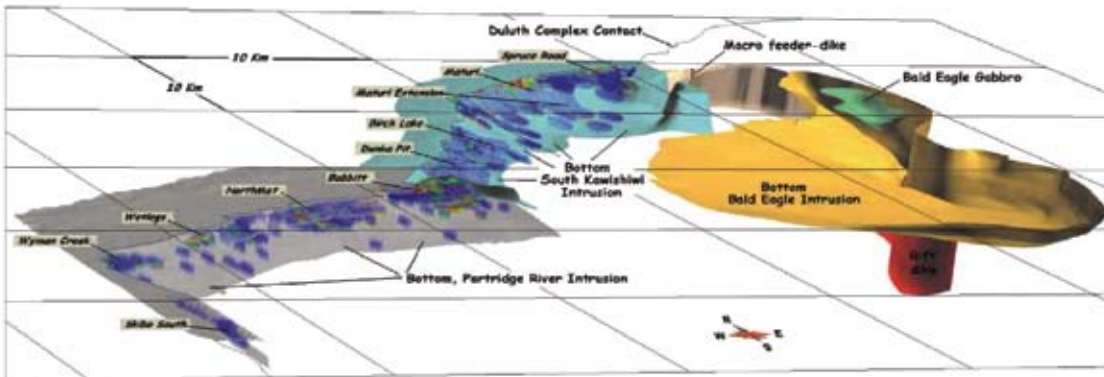 Duluth Complex Contact
Macro feeder-dike
Spruce Road
10 Km
Maturi
Bald Eagle Gabbro
10 Km
Maturi Extension
Birch Lake
Dunka Pit
Bottom
South Kawishiwi
Intrusion
Babbitt
Bottom
Bald Eagle Intrusion
NorthMet
Wetlegs
Wyman Creek
Rift
dike
Bottom, Partridge River Intrusion
Skibo South
N
W
E
S